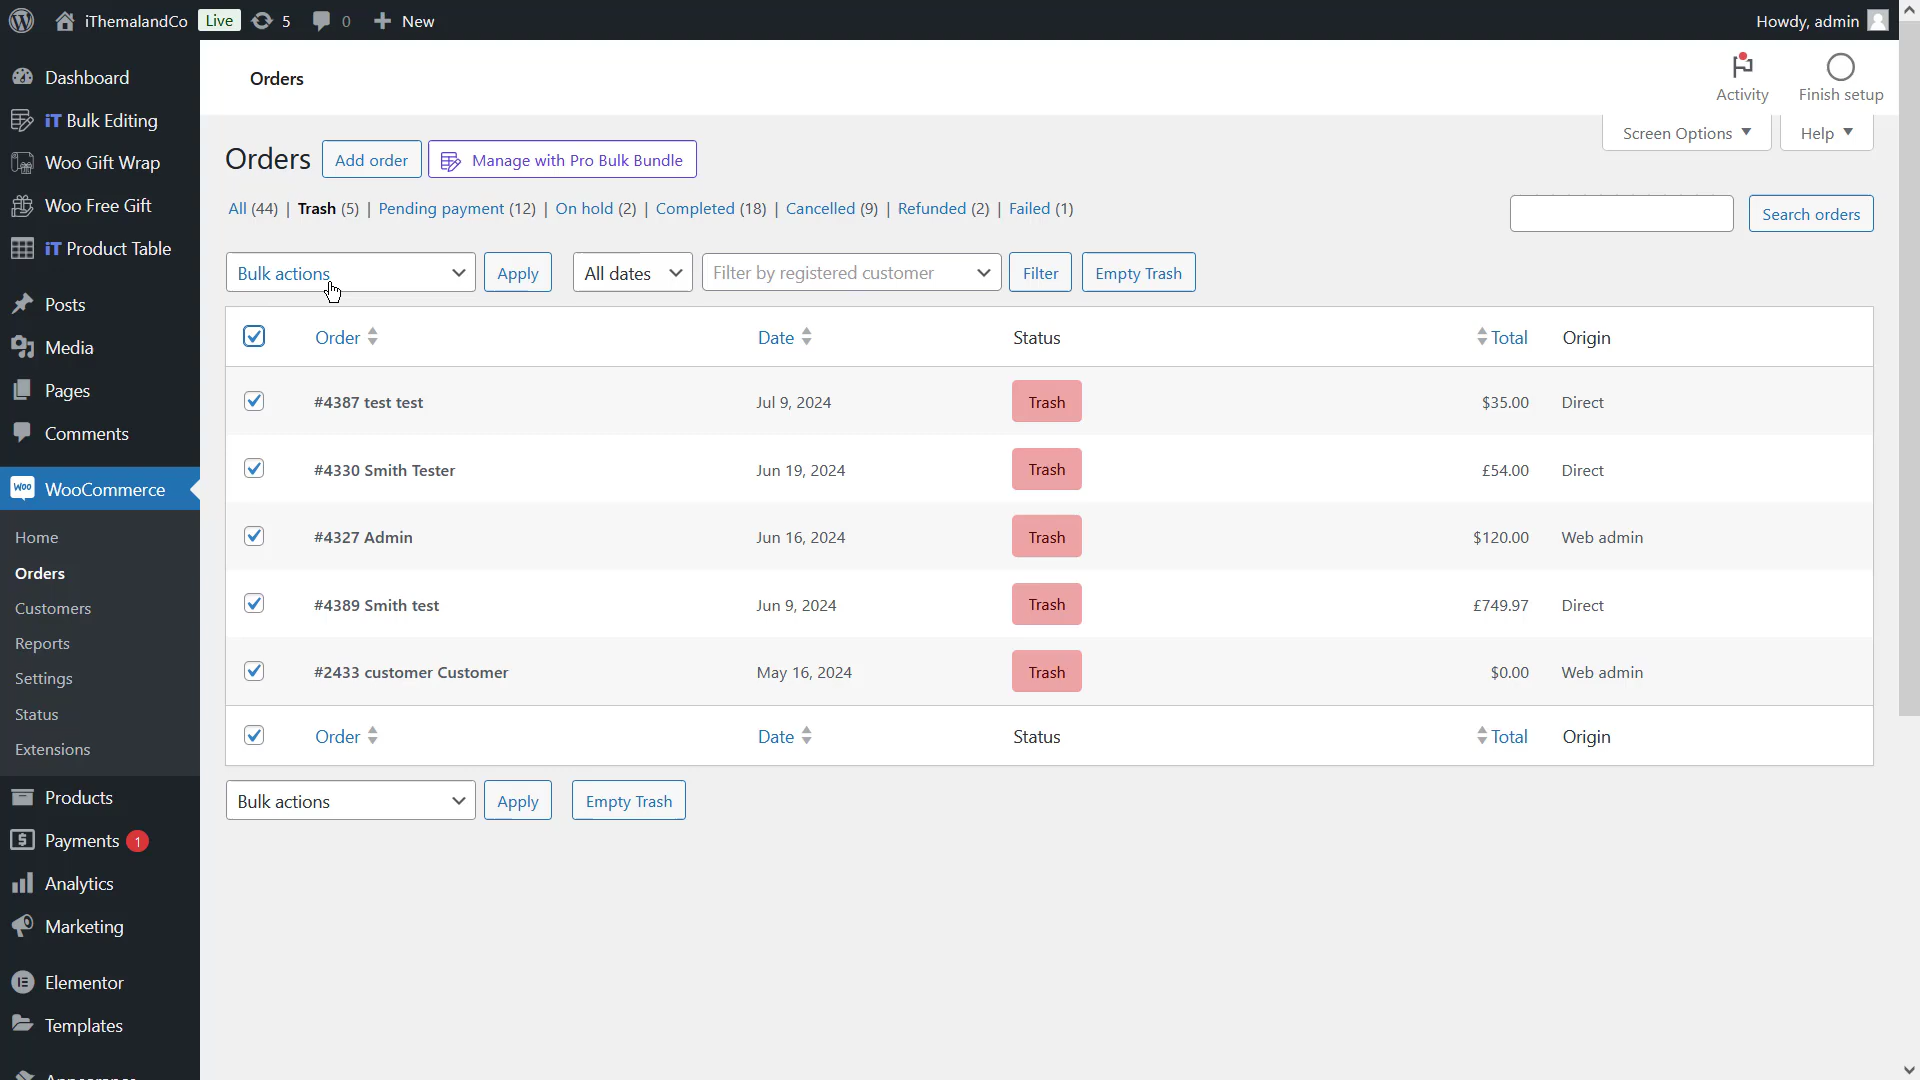 iThemalandCo Live 5 0 New Howdy, admin
Dashboard
iT Bulk Editing
Woo Gift Wrap
Woo Free Gift
iT Product Table
Posts
Media
Pages
Comments
Woo WooCommerce
Home
Orders
Customers
Reports
Settings
Status
Extensions
Products
Payments 1
Analytics
Marketing
Elementor
Templates
Appearance
Orders
Activity
Finish setup
Screen Options
Help
Orders Add order Manage with Pro Bulk Bundle
All (44) | Trash (5) | Pending payment (12) | On hold (2) | Completed (18) | Cancelled (9) | Refunded (2) | Failed (1)
Search orders
Bulk actions Apply All dates Filter by registered customer Filter Empty Trash
Order Date Status Total Origin
#4387 test test Jul 9, 2024 Trash $35.00 Direct
#4330 Smith Tester Jun 19, 2024 Trash £54.00 Direct
#4327 Admin Jun 16, 2024 Trash $120.00 Web admin
#4389 Smith test Jun 9, 2024 Trash £749.97 Direct
#2433 customer Customer May 16, 2024 Trash $0.00 Web admin
Order Date Status Total Origin
Bulk actions Apply Empty Trash